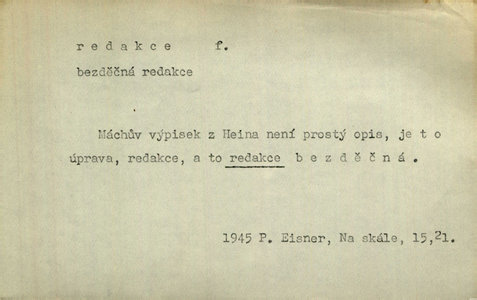 redakce f.
bezděčná redakce
Máchův výpisek z Heina není prostý opis, je t o
úprava, redakce, a to redakce b e z d ě č n á .
1945 P. Eisner, Na skále, 15,21.